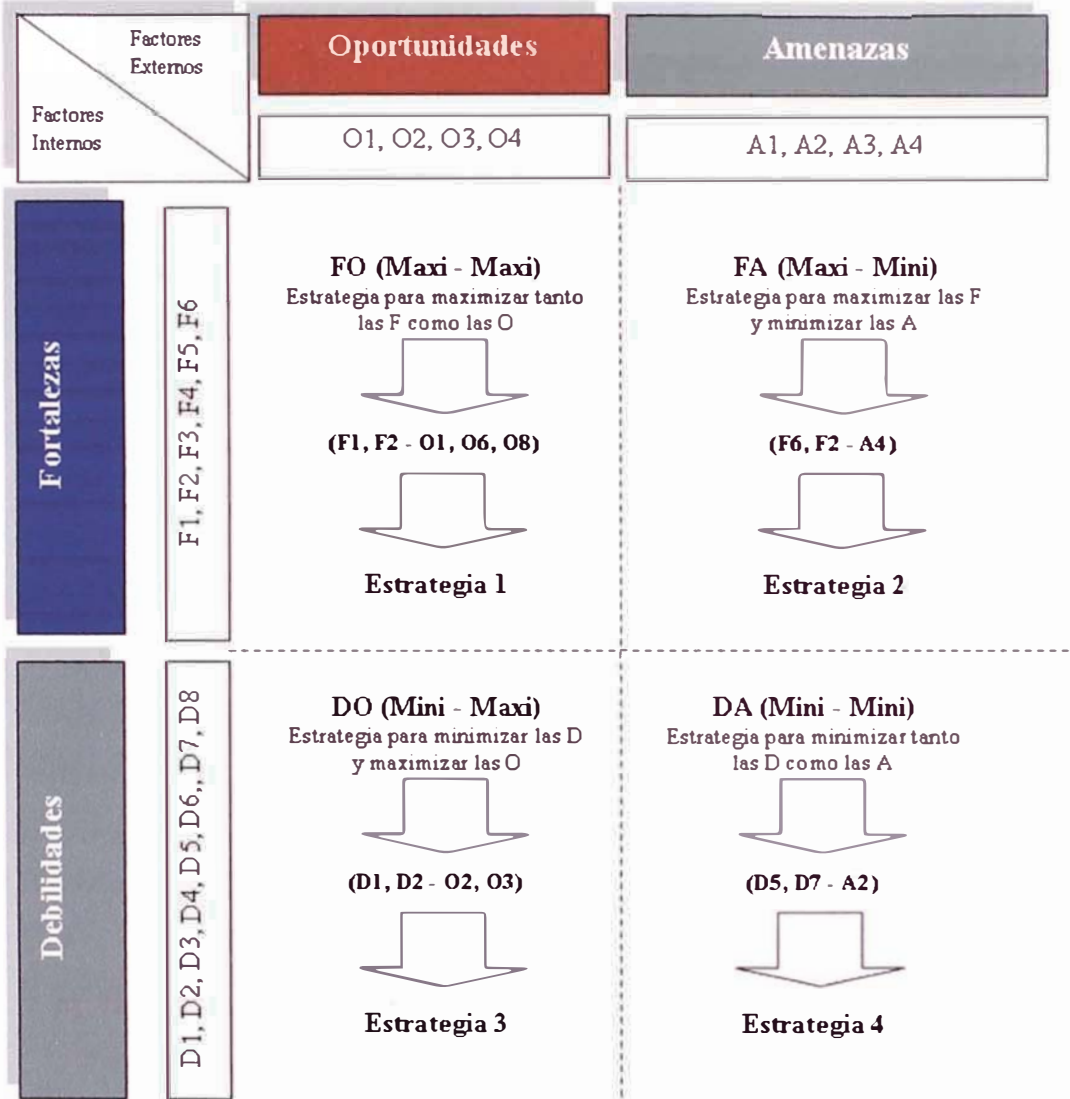 Factores
Externos
Factores
Internos
Oportunidades
Amenazas
O1, O2, O3, O4
A1, A2, A3, A4
Fortalezas
F1, F2, F3, F4, F5, F6
FO (Maxi - Maxi)
Estrategia para maximizar tanto
las F como las O
(F1, F2 - O1, O6, O8)
Estrategia 1
FA (Maxi - Mini)
Estrategia para maximizar las F
y minimizar las A
(F6, F2 - A4)
Estrategia 2
Debilidades
D1, D2, D3, D4, D5, D6,, D7, D8
DO (Mini - Maxi)
Estrategia para minimizar las D
y maximizar las O
(D1, D2 - O2, O3)
Estrategia 3
DA (Mini - Mini)
Estrategia para minimizar tanto
las D como las A
(D5, D7 - A2)
Estrategia 4